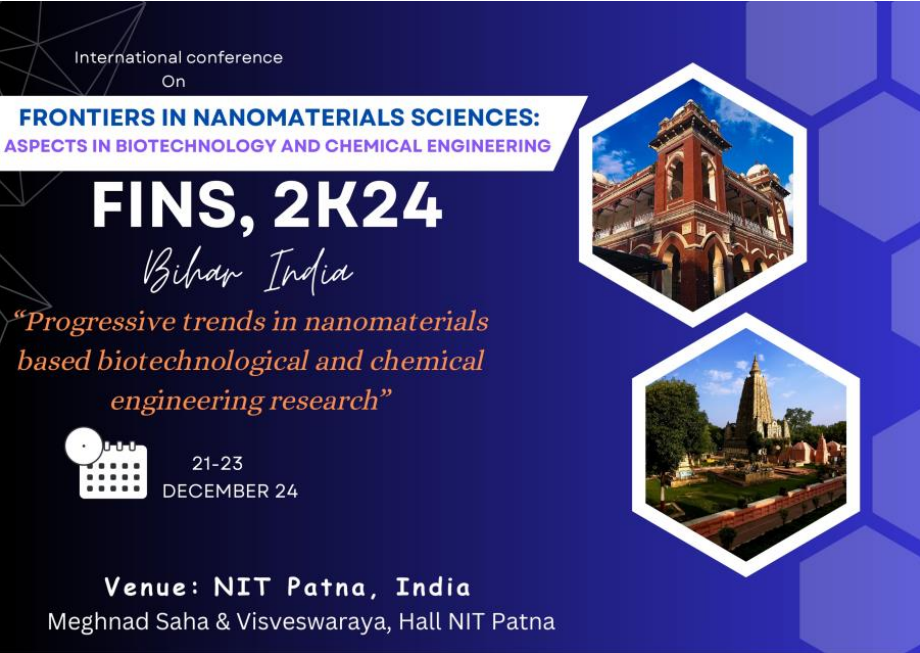 International conference
On
FRONTIERS IN NANOMATERIALS SCIENCES:
ASPECTS IN BIOTECHNOLOGY AND CHEMICAL ENGINEERING
FINS, 2K24
Bihar India
“Progressive trends in nanomaterials
based biotechnological and chemical
engineering research”
21-23
DECEMBER 24
Venue: NIT Patna, India
Meghnad Saha & Visveswaraya, Hall NIT Patna